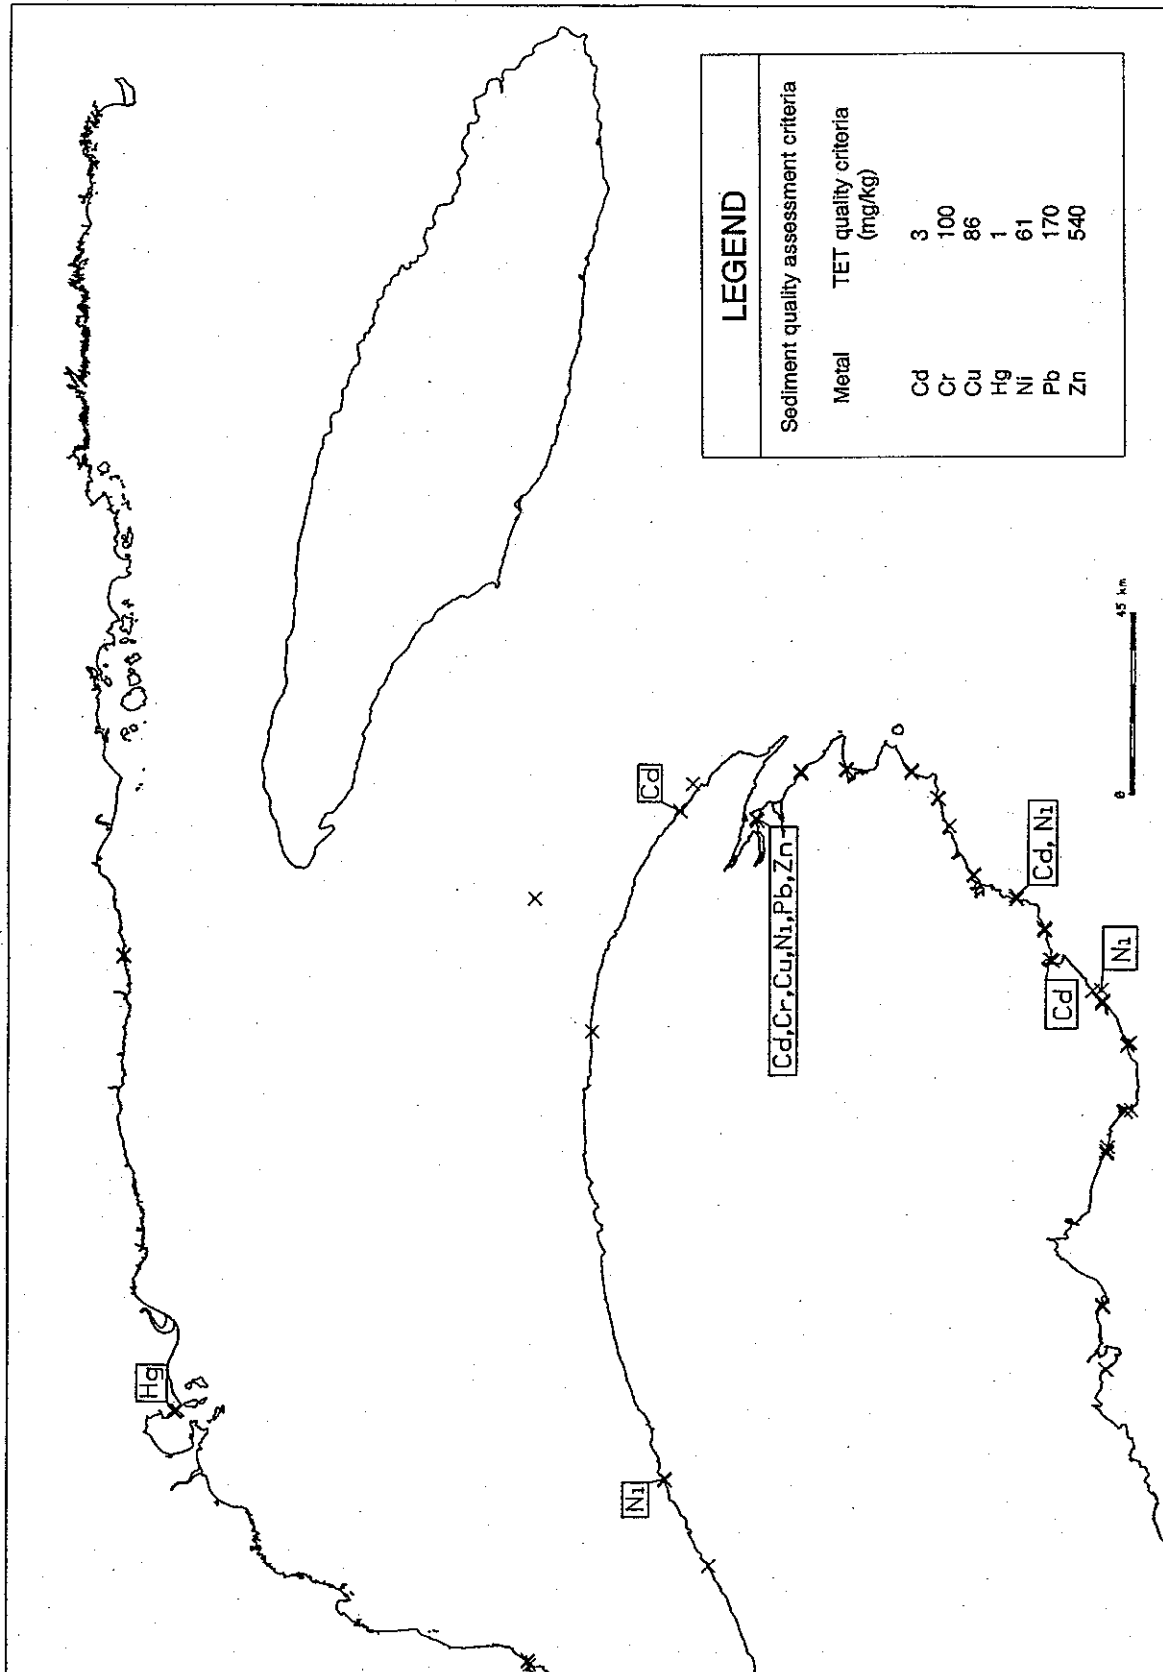 LEGEND
Sediment quality assessment criteria
Metal TET quality criteria
(mg/kg)
Cd 3
Cr 100
Cu 86
Hg 1
Ni 61
Pb 170
Zn 540
Hg
Ni
Cd
Cd,Cr,Cu,Ni,Pb,Zn
Cd,Ni
Cd
Ni
0 45 km